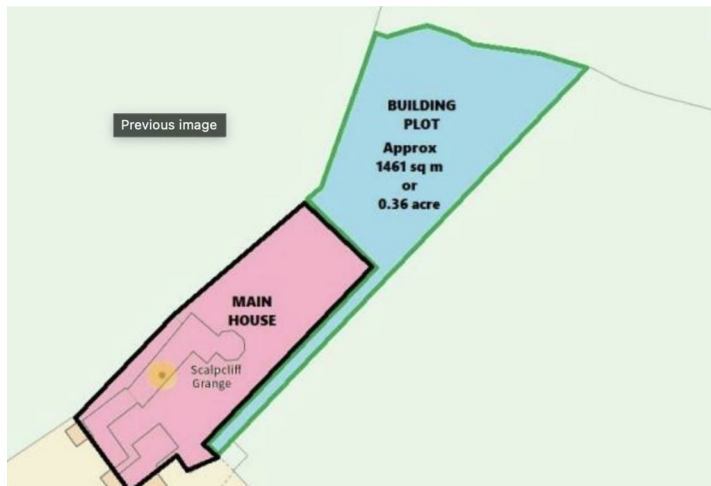 BUILDING
PLOT
Approx
1461 sq m
or
0.36 acre
Previous image
MAIN
HOUSE
Scalpcliff
Grange